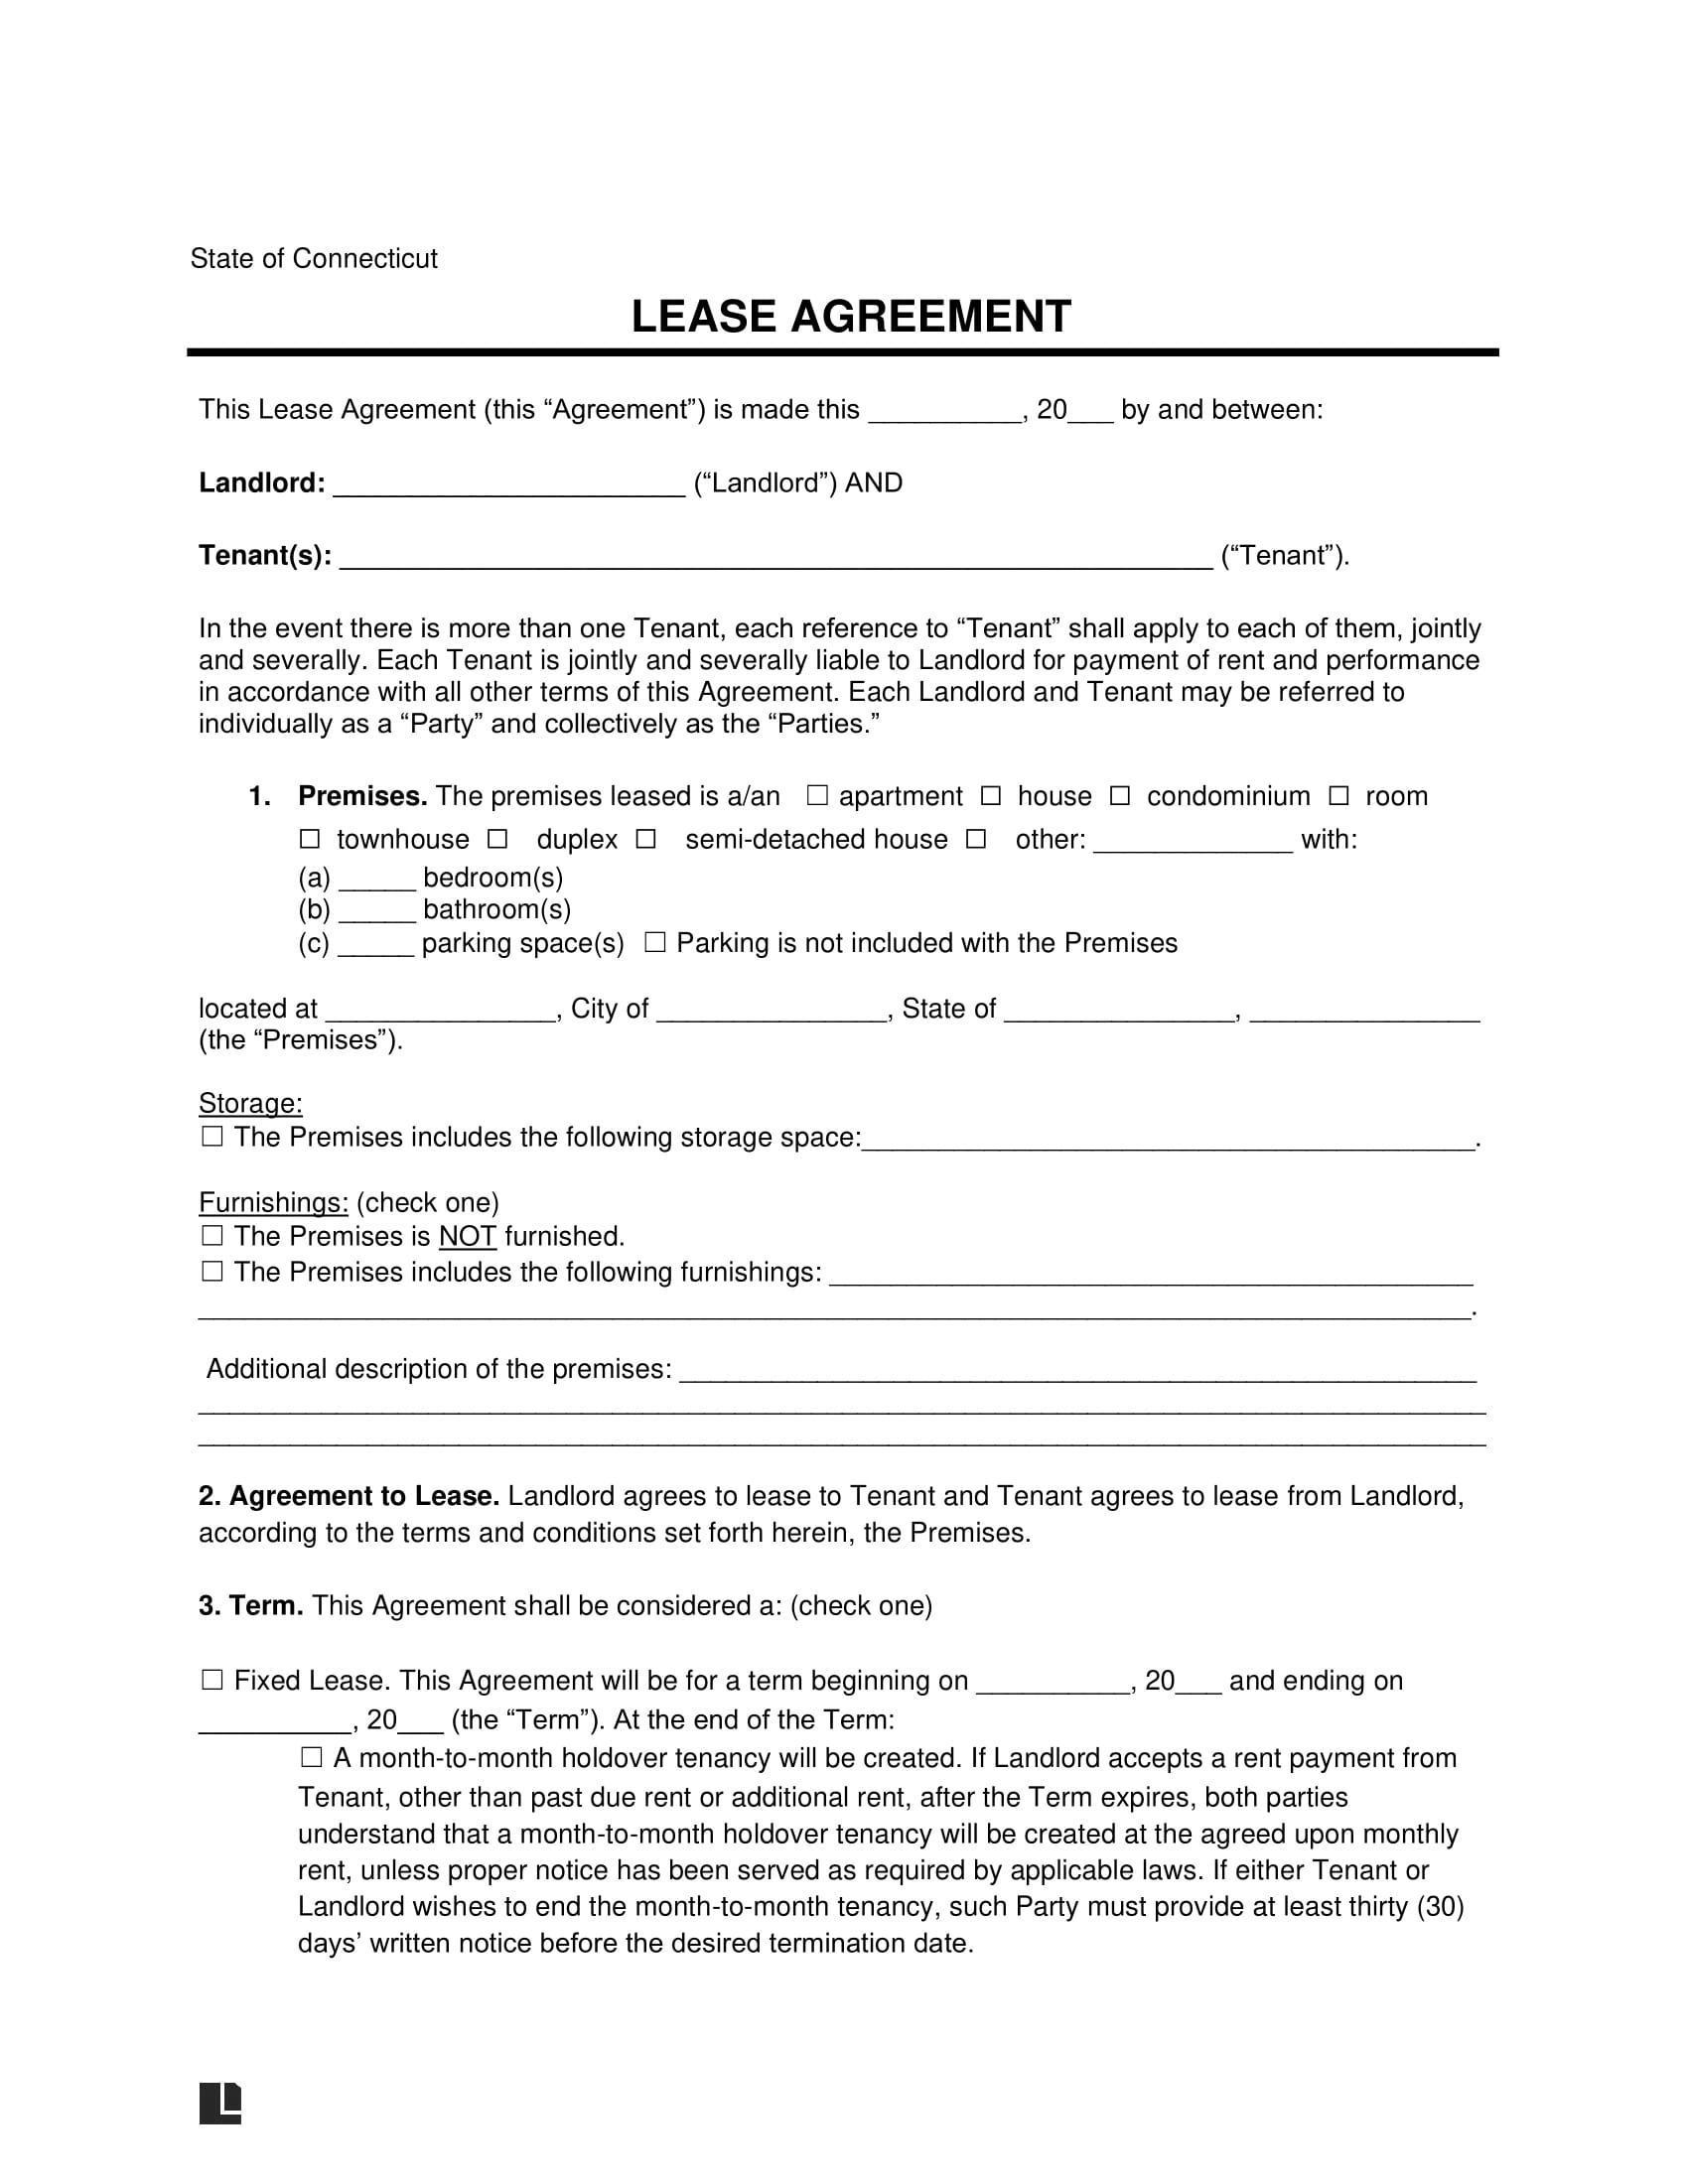 State of Connecticut
LEASE AGREEMENT
This Lease Agreement (this “Agreement”) is made this __________, 20___ by and between:
Landlord: _______________________ (“Landlord”) AND
Tenant(s): _________________________________________________________ (“Tenant”).
In the event there is more than one Tenant, each reference to “Tenant” shall apply to each of them, jointly
and severally. Each Tenant is jointly and severally liable to Landlord for payment of rent and performance
in accordance with all other terms of this Agreement. Each Landlord and Tenant may be referred to
individually as a “Party” and collectively as the “Parties.”
1. Premises. The premises leased is a/an ☐ apartment ☐ house ☐ condominium ☐ room
☐ townhouse ☐ duplex ☐ semi-detached house ☐ other: _____________ with:
(a) _____ bedroom(s)
(b) _____ bathroom(s)
(c) _____ parking space(s) ☐ Parking is not included with the Premises
located at _______________, City of _______________, State of _______________, _______________
(the “Premises”).
Storage:
☐ The Premises includes the following storage space:________________________________________.
Furnishings: (check one)
☐ The Premises is NOT furnished.
☐ The Premises includes the following furnishings: __________________________________________
___________________________________________________________________________________.
Additional description of the premises: ____________________________________________________
____________________________________________________________________________________
____________________________________________________________________________________
2. Agreement to Lease. Landlord agrees to lease to Tenant and Tenant agrees to lease from Landlord,
according to the terms and conditions set forth herein, the Premises.
3. Term. This Agreement shall be considered a: (check one)
☐ Fixed Lease. This Agreement will be for a term beginning on __________, 20___ and ending on
__________, 20___ (the “Term”). At the end of the Term:
☐ A month-to-month holdover tenancy will be created. If Landlord accepts a rent payment from
Tenant, other than past due rent or additional rent, after the Term expires, both parties
understand that a month-to-month holdover tenancy will be created at the agreed upon monthly
rent, unless proper notice has been served as required by applicable laws. If either Tenant or
Landlord wishes to end the month-to-month tenancy, such Party must provide at least thirty (30)
days’ written notice before the desired termination date.